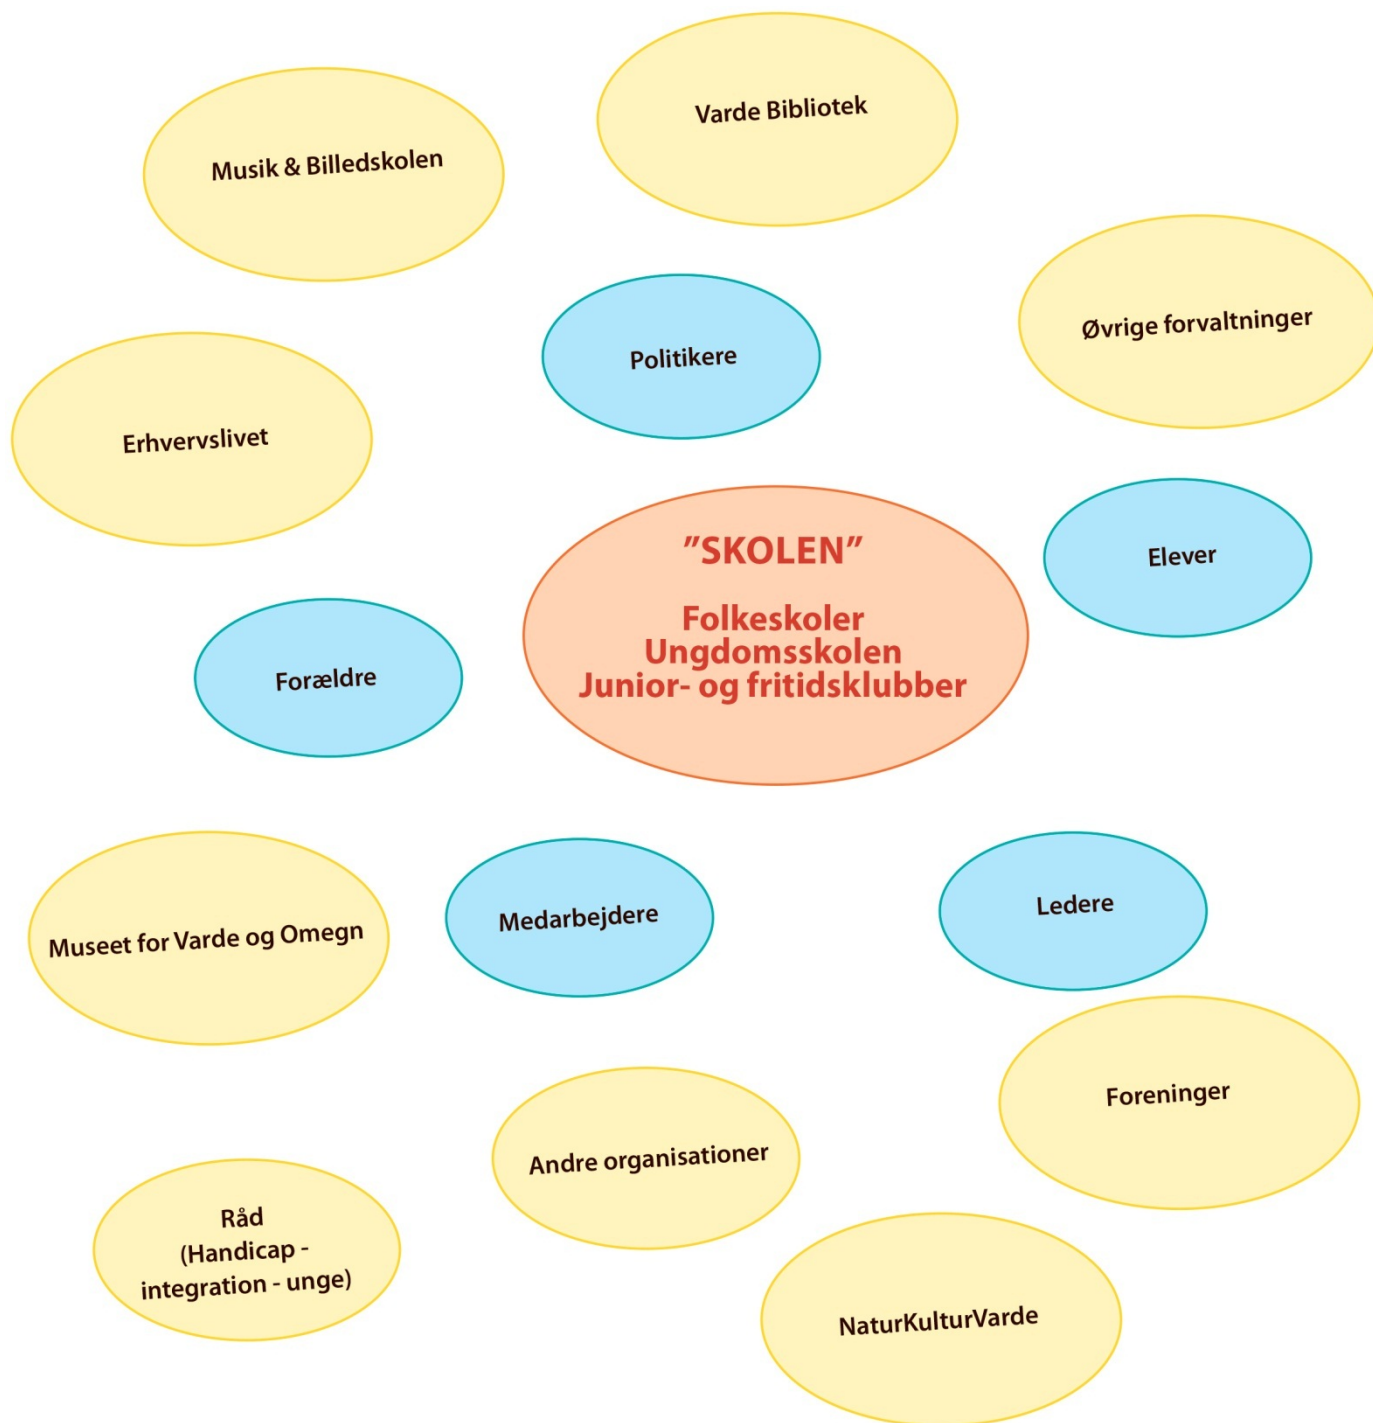 Varde Bibliotek
Musik & Billedskolen
Øvrige forvaltninger
Politikere
Erhvervslivet
”SKOLEN”
Folkeskoler
Ungdomsskolen
Junior- og fritidsklubber
Elever
Forældre
Museet for Varde og Omegn
Medarbejdere
Ledere
Foreninger
Andre organisationer
Råd
(Handicap -
integration - unge)
NaturKulturVarde